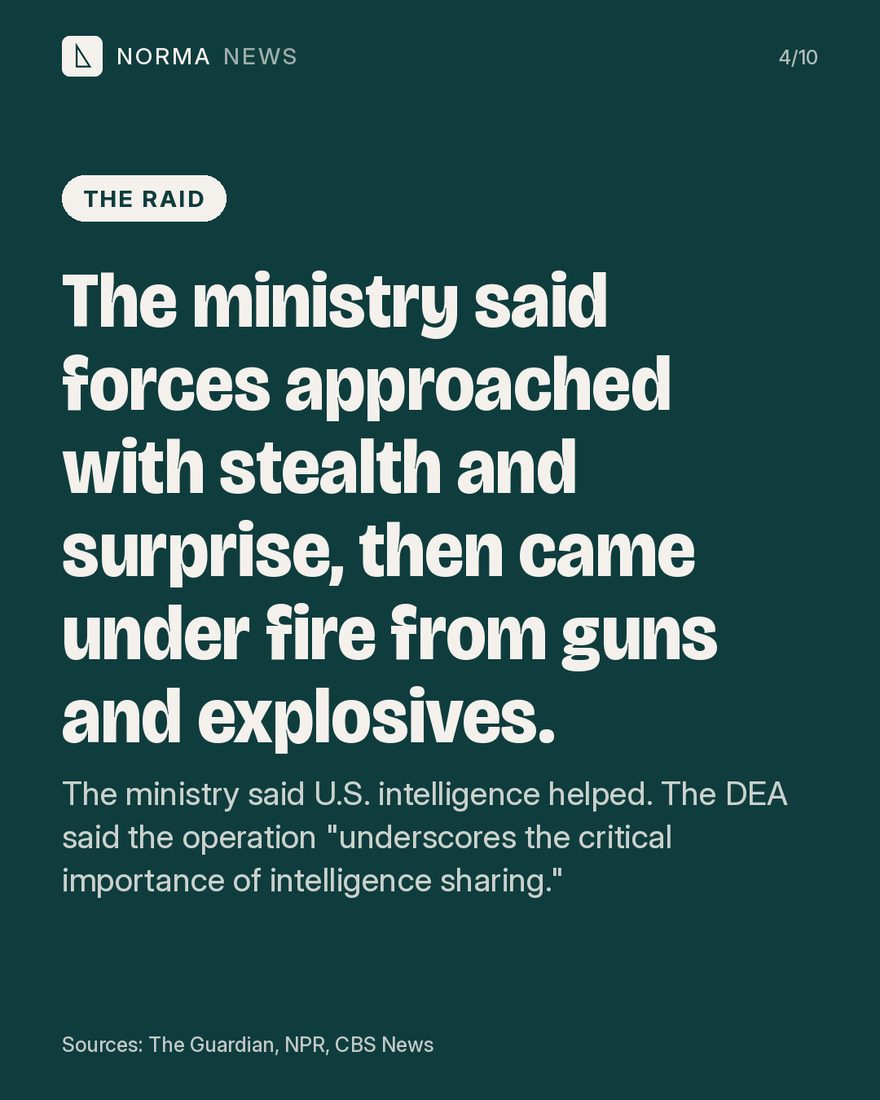 NORMA NEWS
4/10
THE RAID
The ministry said
forces approached
with stealth and
surprise, then came
under fire from guns
and explosives.
The ministry said U.S. intelligence helped. The DEA
said the operation "underscores the critical
importance of intelligence sharing."
Sources: The Guardian, NPR, CBS News